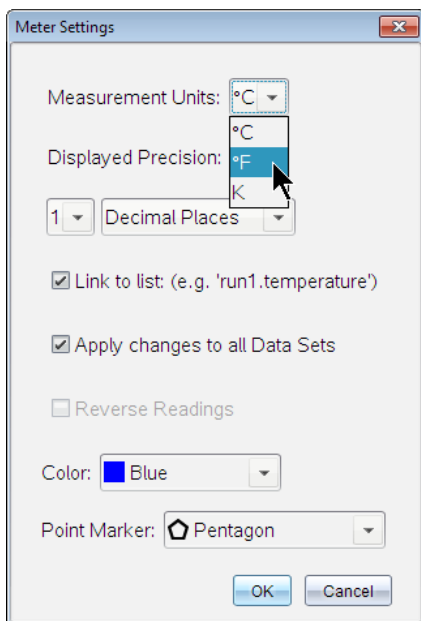 Meter Settings
Measurement Units: °C
°C
Displayed Precision: °F
K
1 Decimal Places
Link to list: (e.g. 'run1.temperature')
Apply changes to all Data Sets
Reverse Readings
Color: Blue
Point Marker: Pentagon
OK Cancel